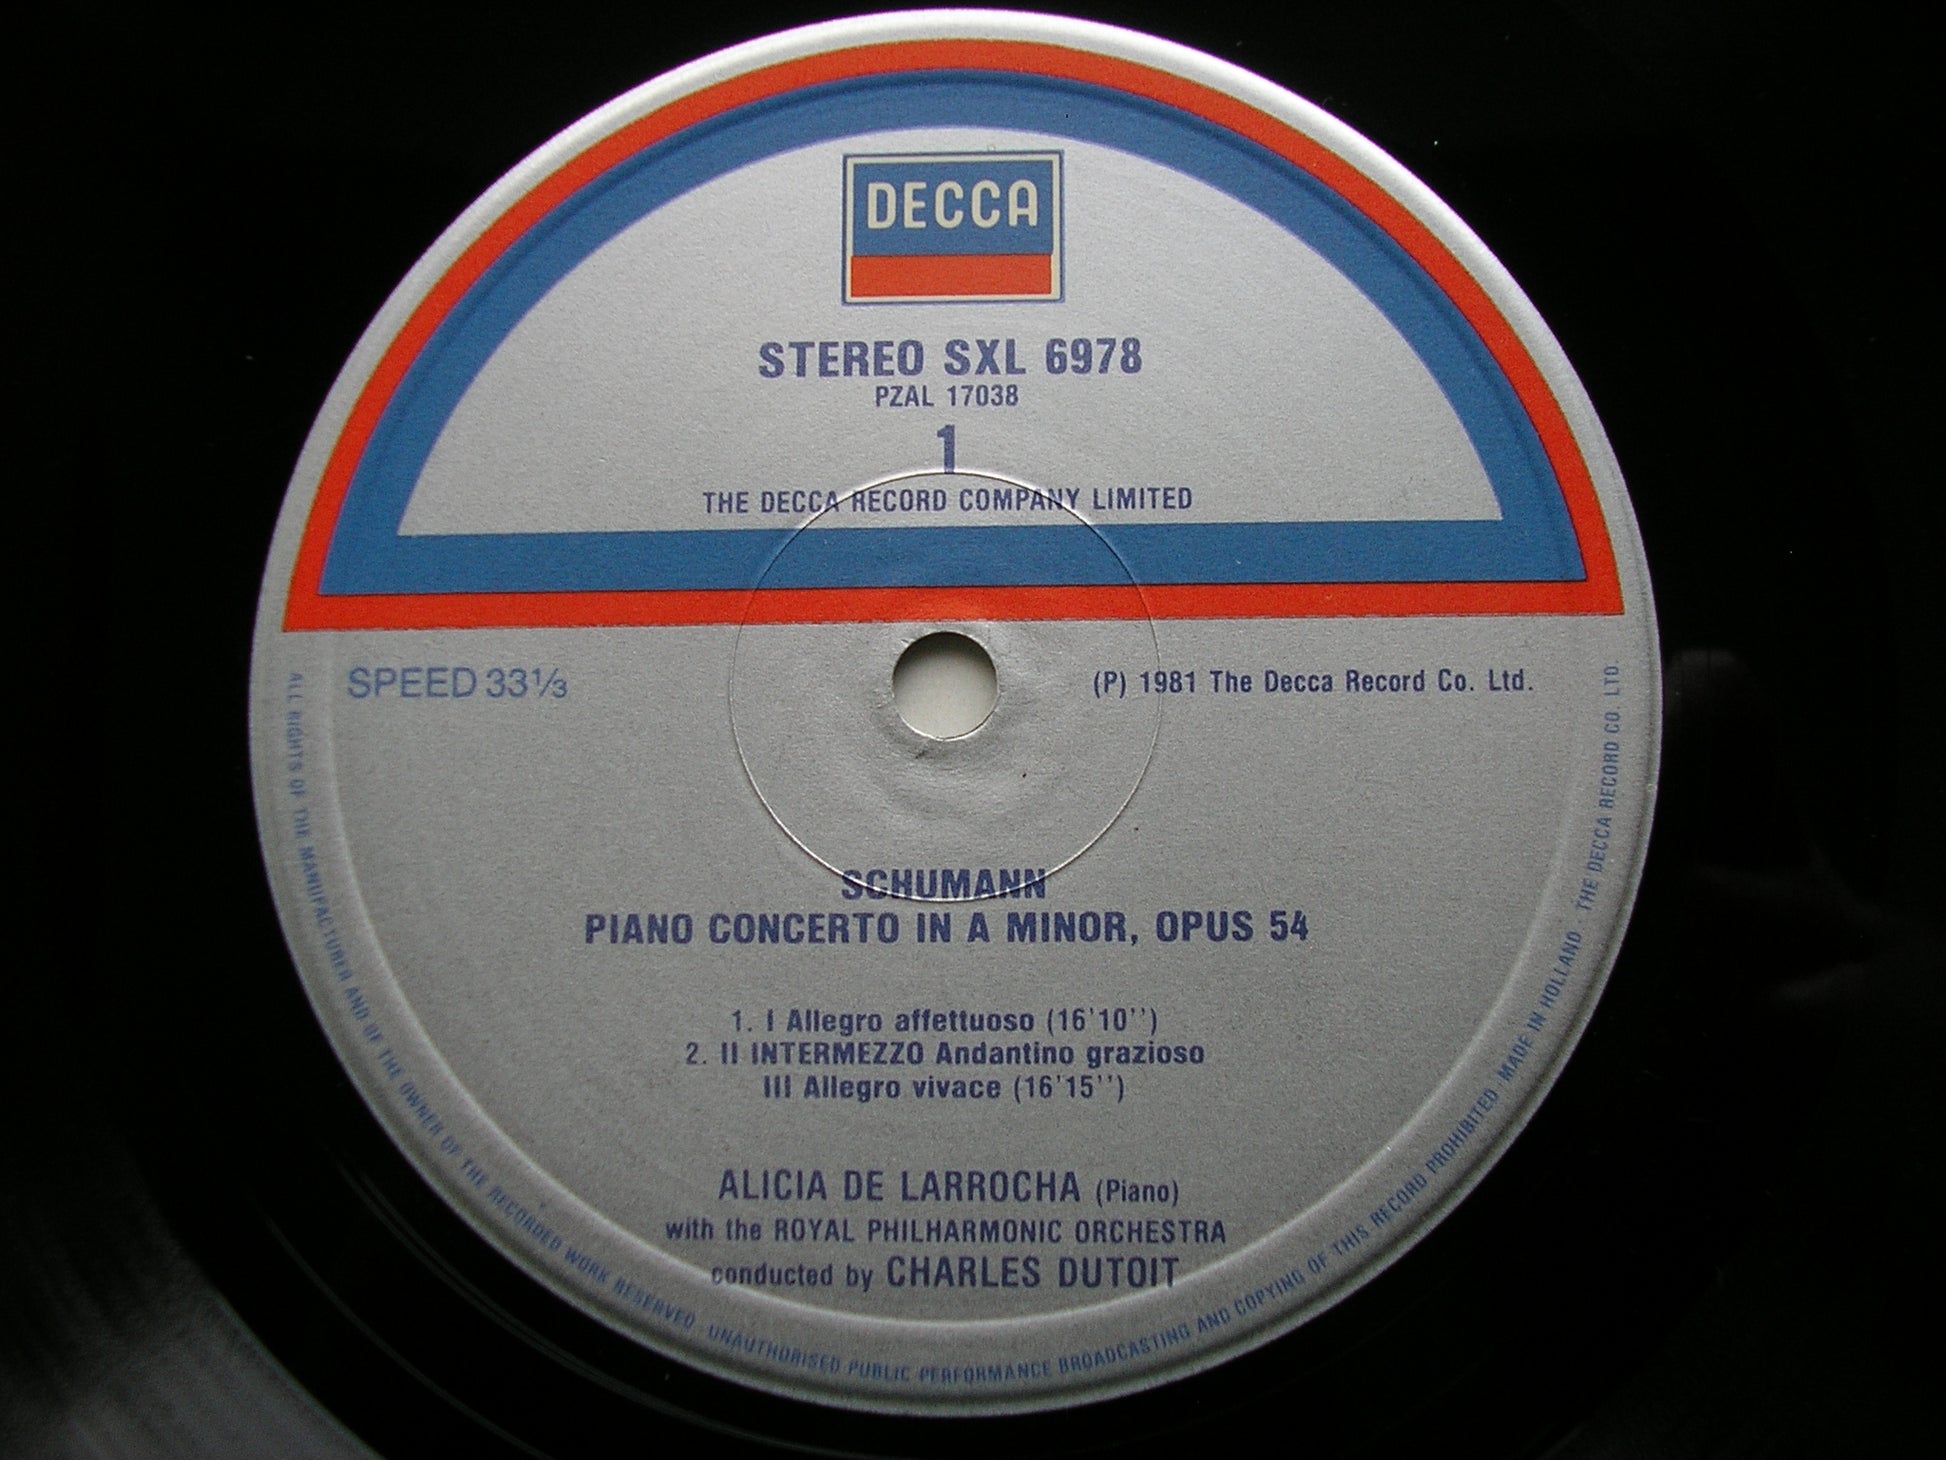 DECCA
STEREO SXL 6978
PZAL 17038
1
THE DECCA RECORD COMPANY LIMITED
SPEED 33⅓
(P) 1981 The Decca Record Co. Ltd.
SCHUMANN
PIANO CONCERTO IN A MINOR, OPUS 54
1. I Allegro affettuoso (16'10'')
2. II INTERMEZZO Andantino grazioso
III Allegro vivace (16'15'')
ALICIA DE LARROCHA (Piano)
with the ROYAL PHILHARMONIC ORCHESTRA
conducted by CHARLES DUTOIT
ALL RIGHTS OF THE MANUFACTURER AND OF THE OWNER OF THE RECORDED WORK RESERVED · UNAUTHORISED PUBLIC PERFORMANCE BROADCASTING AND COPYING OF THIS RECORD PROHIBITED · MADE IN HOLLAND · THE DECCA RECORD CO. LTD.